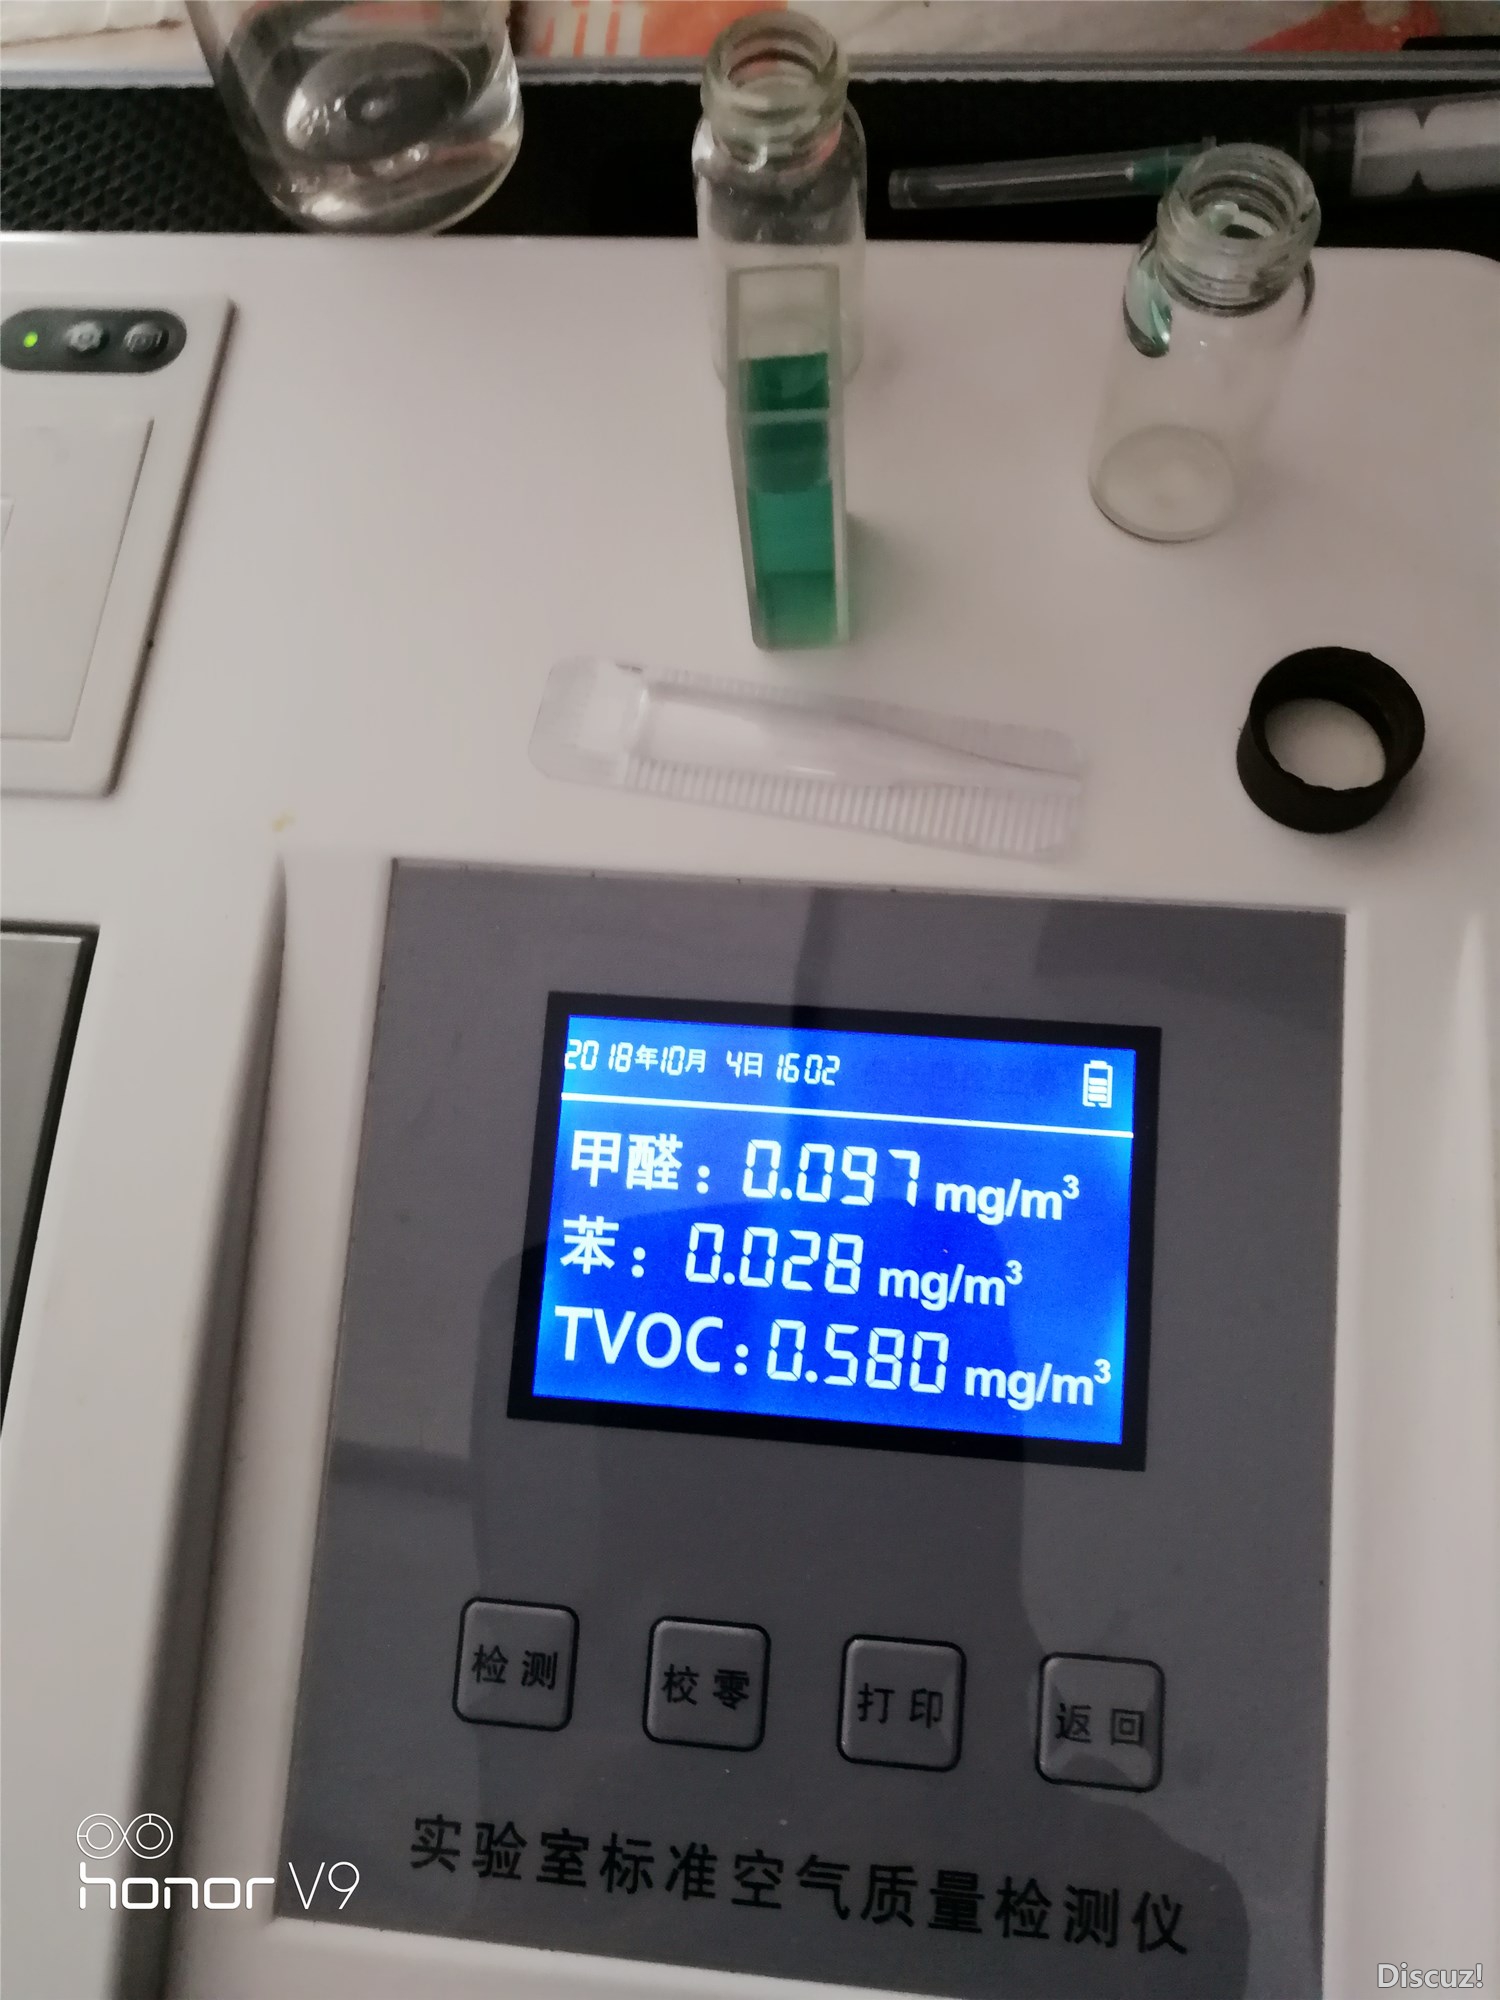 2018年10月 4日 1602
甲醛：0.097 mg/m³
苯：0.028 mg/m³
TVOC：0.580 mg/m³
检测 校零 打印 返回
实验室标准空气质量检测仪
honor V9
Discuz!